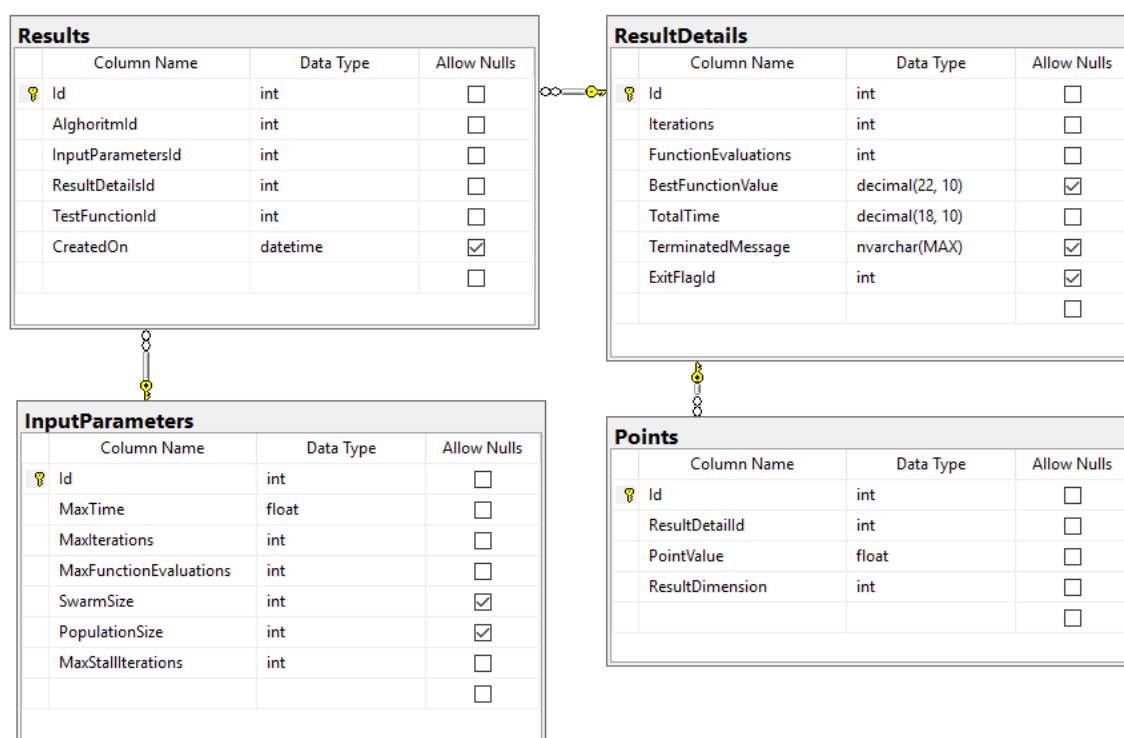 Results
Column Name Data Type Allow Nulls
Id int
AlghoritmId int
InputParametersId int
ResultDetailsId int
TestFunctionId int
CreatedOn datetime
ResultDetails
Column Name Data Type Allow Nulls
Id int
Iterations int
FunctionEvaluations int
BestFunctionValue decimal(22, 10)
TotalTime decimal(18, 10)
TerminatedMessage nvarchar(MAX)
ExitFlagId int
InputParameters
Column Name Data Type Allow Nulls
Id int
MaxTime float
MaxIterations int
MaxFunctionEvaluations int
SwarmSize int
PopulationSize int
MaxStallIterations int
Points
Column Name Data Type Allow Nulls
Id int
ResultDetailId int
PointValue float
ResultDimension int